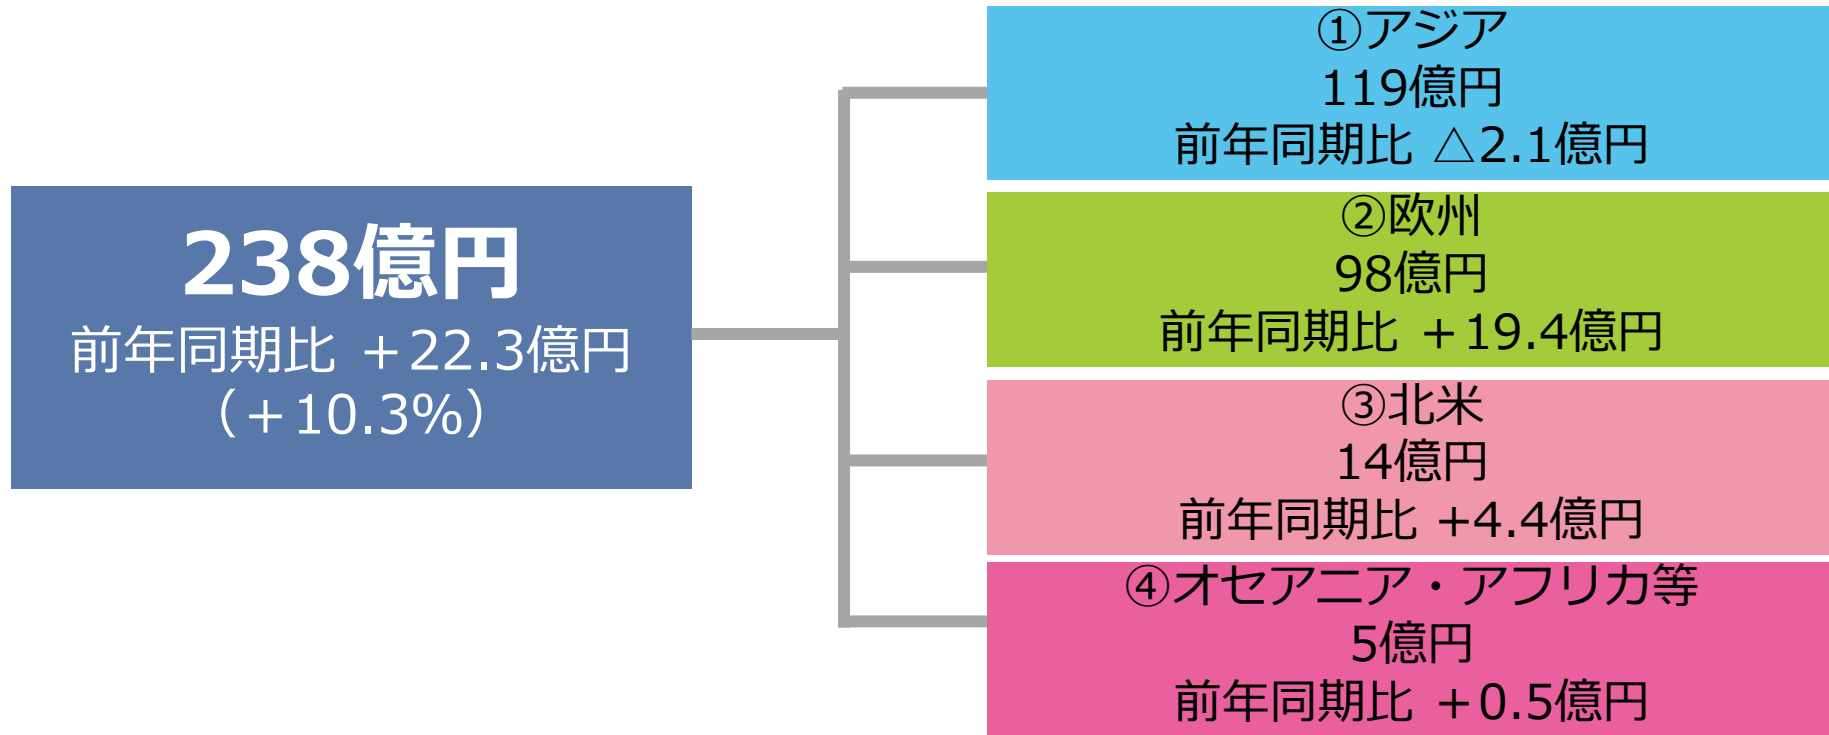 238億円
前年同期比 +22.3億円
(+10.3%)
①アジア
119億円
前年同期比 △2.1億円
②欧州
98億円
前年同期比 +19.4億円
③北米
14億円
前年同期比 +4.4億円
④オセアニア・アフリカ等
5億円
前年同期比 +0.5億円